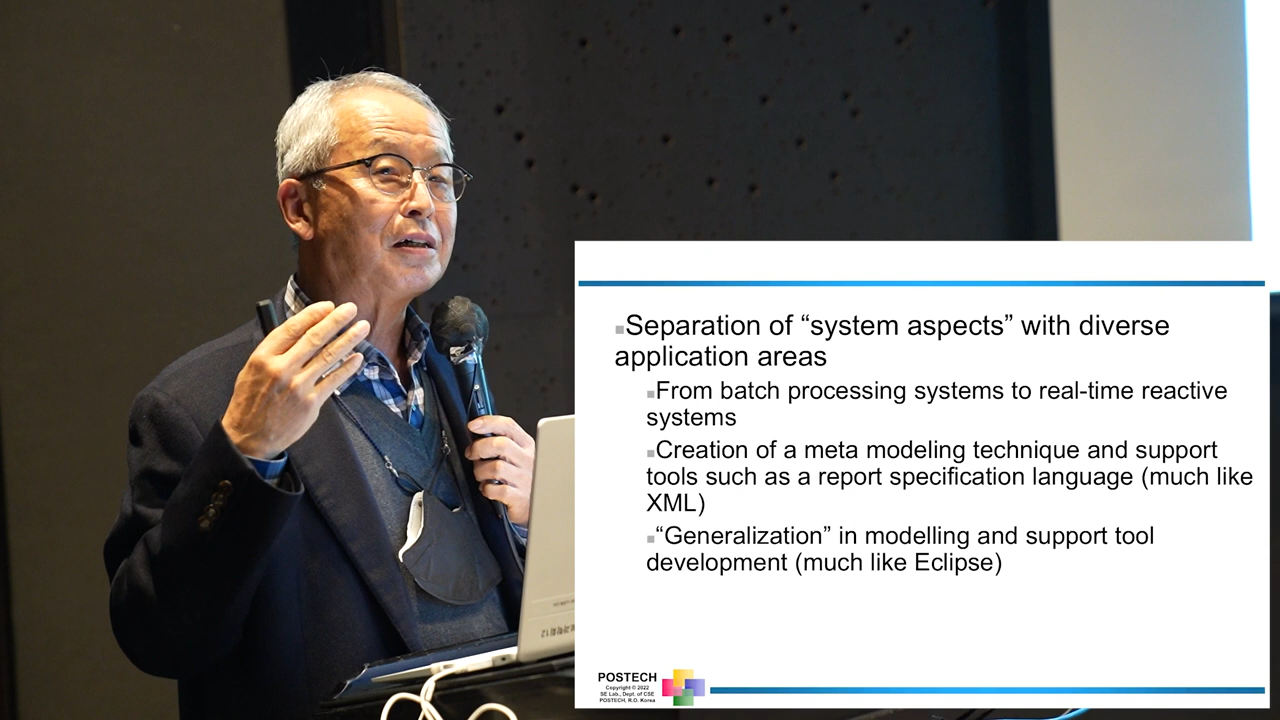 Separation of “system aspects” with diverse
application areas
From batch processing systems to real-time reactive
systems
Creation of a meta modeling technique and support
tools such as a report specification language (much like
XML)
“Generalization” in modelling and support tool
development (much like Eclipse)
POSTECH
Copyright © 2022
SE Lab., Dept. of CSE
POSTECH, R.O. Korea